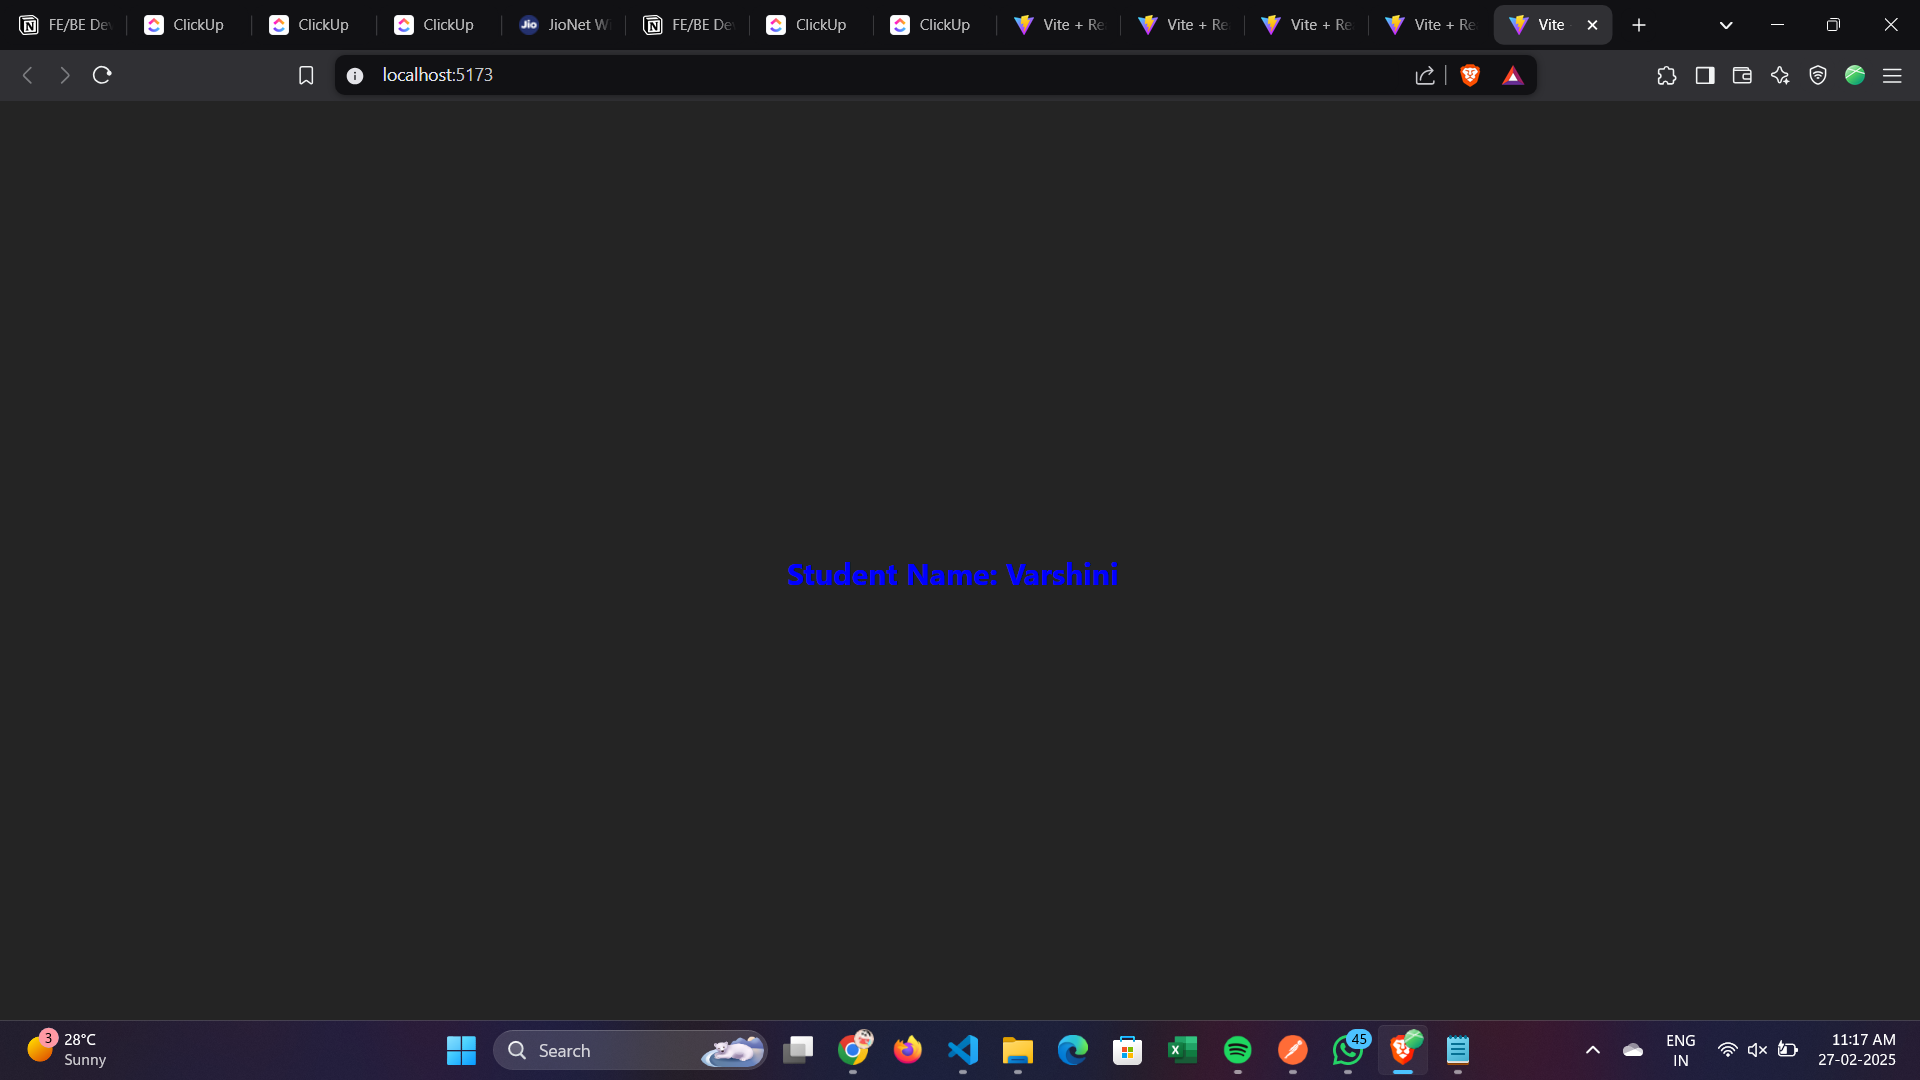 FE/BE Dev
ClickUp
ClickUp
ClickUp
Jio
JioNet Wi
FE/BE Dev
ClickUp
ClickUp
Vite + Re
Vite + Re
Vite + Re
Vite + Re
Vite
localhost:5173
Student Name: Varshini
3
28°C
Sunny
Search
45
ENG
IN
11:17 AM
27-02-2025